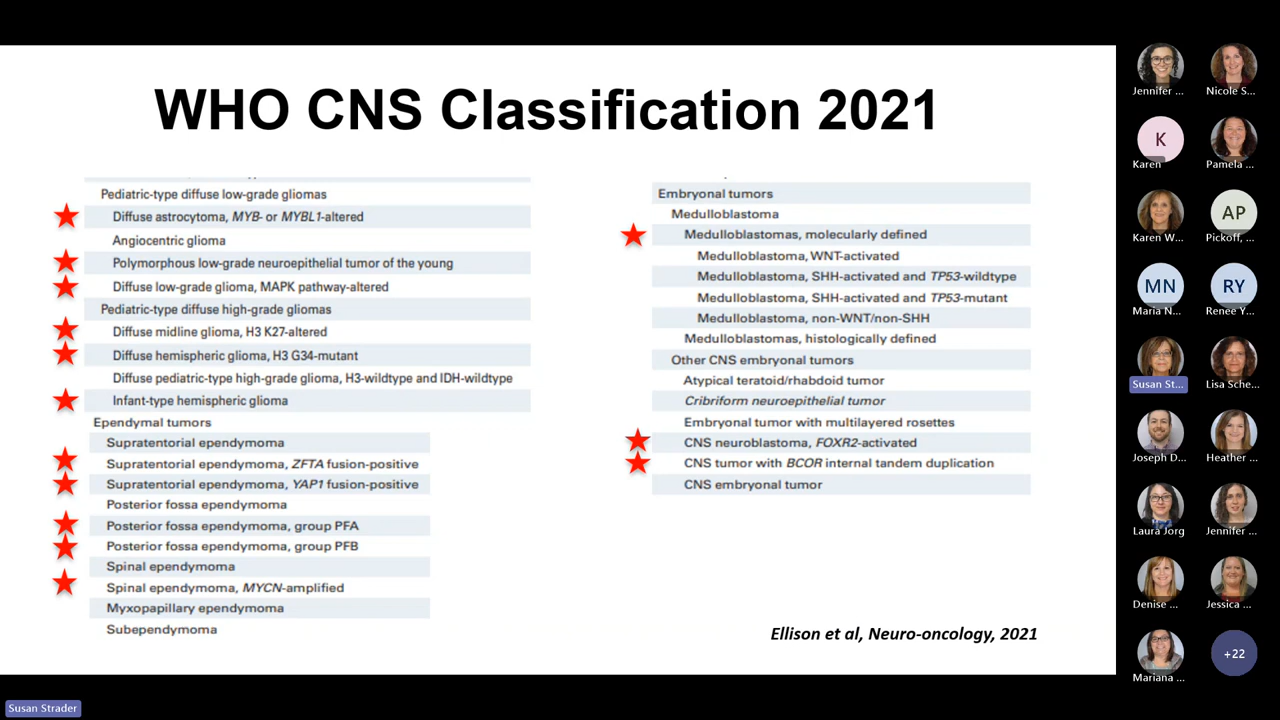 WHO CNS Classification 2021
Pediatric-type diffuse low-grade gliomas
Diffuse astrocytoma, MYB- or MYBL1-altered
Angiocentric glioma
Polymorphous low-grade neuroepithelial tumor of the young
Diffuse low-grade glioma, MAPK pathway-altered
Pediatric-type diffuse high-grade gliomas
Diffuse midline glioma, H3 K27-altered
Diffuse hemispheric glioma, H3 G34-mutant
Diffuse pediatric-type high-grade glioma, H3-wildtype and IDH-wildtype
Infant-type hemispheric glioma
Ependymal tumors
Supratentorial ependymoma
Supratentorial ependymoma, ZFTA fusion-positive
Supratentorial ependymoma, YAP1 fusion-positive
Posterior fossa ependymoma
Posterior fossa ependymoma, group PFA
Posterior fossa ependymoma, group PFB
Spinal ependymoma
Spinal ependymoma, MYCN-amplified
Myxopapillary ependymoma
Subependymoma
Embryonal tumors
Medulloblastoma
Medulloblastomas, molecularly defined
Medulloblastoma, WNT-activated
Medulloblastoma, SHH-activated and TP53-wildtype
Medulloblastoma, SHH-activated and TP53-mutant
Medulloblastoma, non-WNT/non-SHH
Medulloblastomas, histologically defined
Other CNS embryonal tumors
Atypical teratoid/rhabdoid tumor
Cribriform neuroepithelial tumor
Embryonal tumor with multilayered rosettes
CNS neuroblastoma, FOXR2-activated
CNS tumor with BCOR internal tandem duplication
CNS embryonal tumor
Ellison et al, Neuro-oncology, 2021
Jennifer ...
Nicole S...
K
Karen
Pamela ...
Karen W...
AP
Pickoff, ...
MN
Maria N...
RY
Renee Y...
Susan St...
Lisa Sche...
Joseph D...
Heather ...
Laura Jorg
Jennifer ...
Denise ...
Jessica ...
Mariana ...
+22
Susan Strader